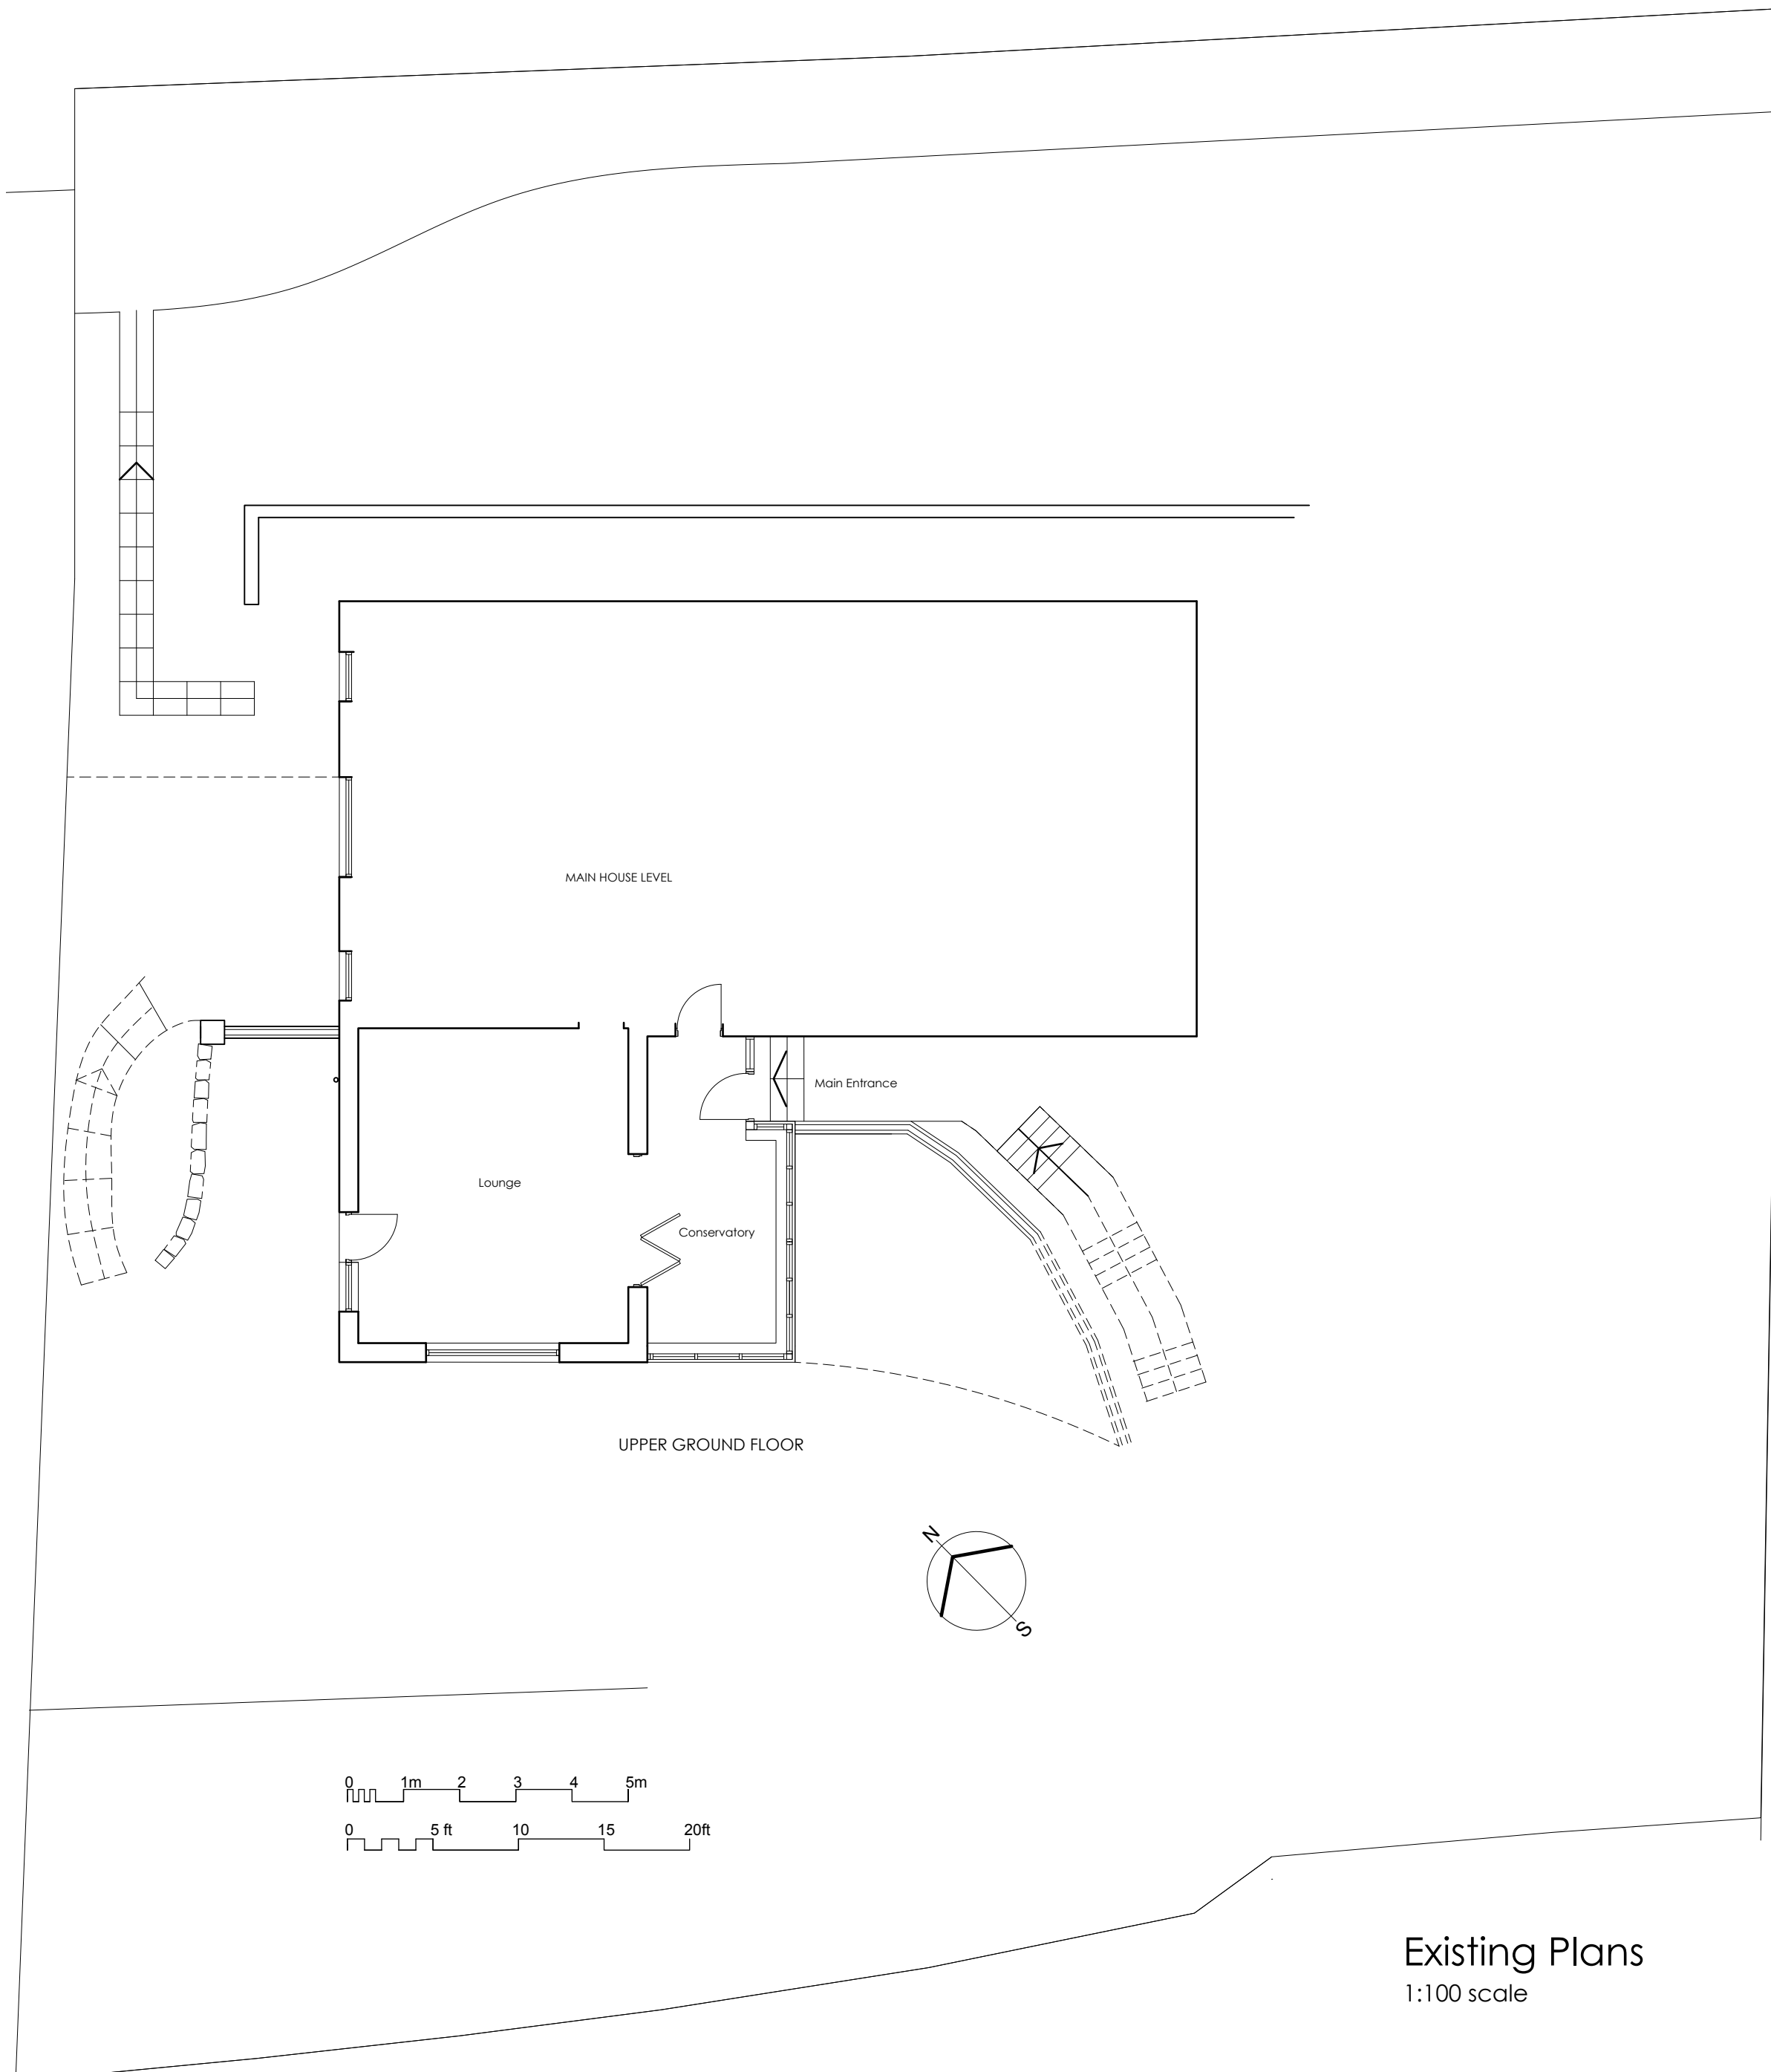 MAIN HOUSE LEVEL
Main Entrance
Lounge
Conservatory
UPPER GROUND FLOOR
N
S
0 1m 2 3 4 5m
0 5 ft 10 15 20ft
Existing Plans
1:100 scale